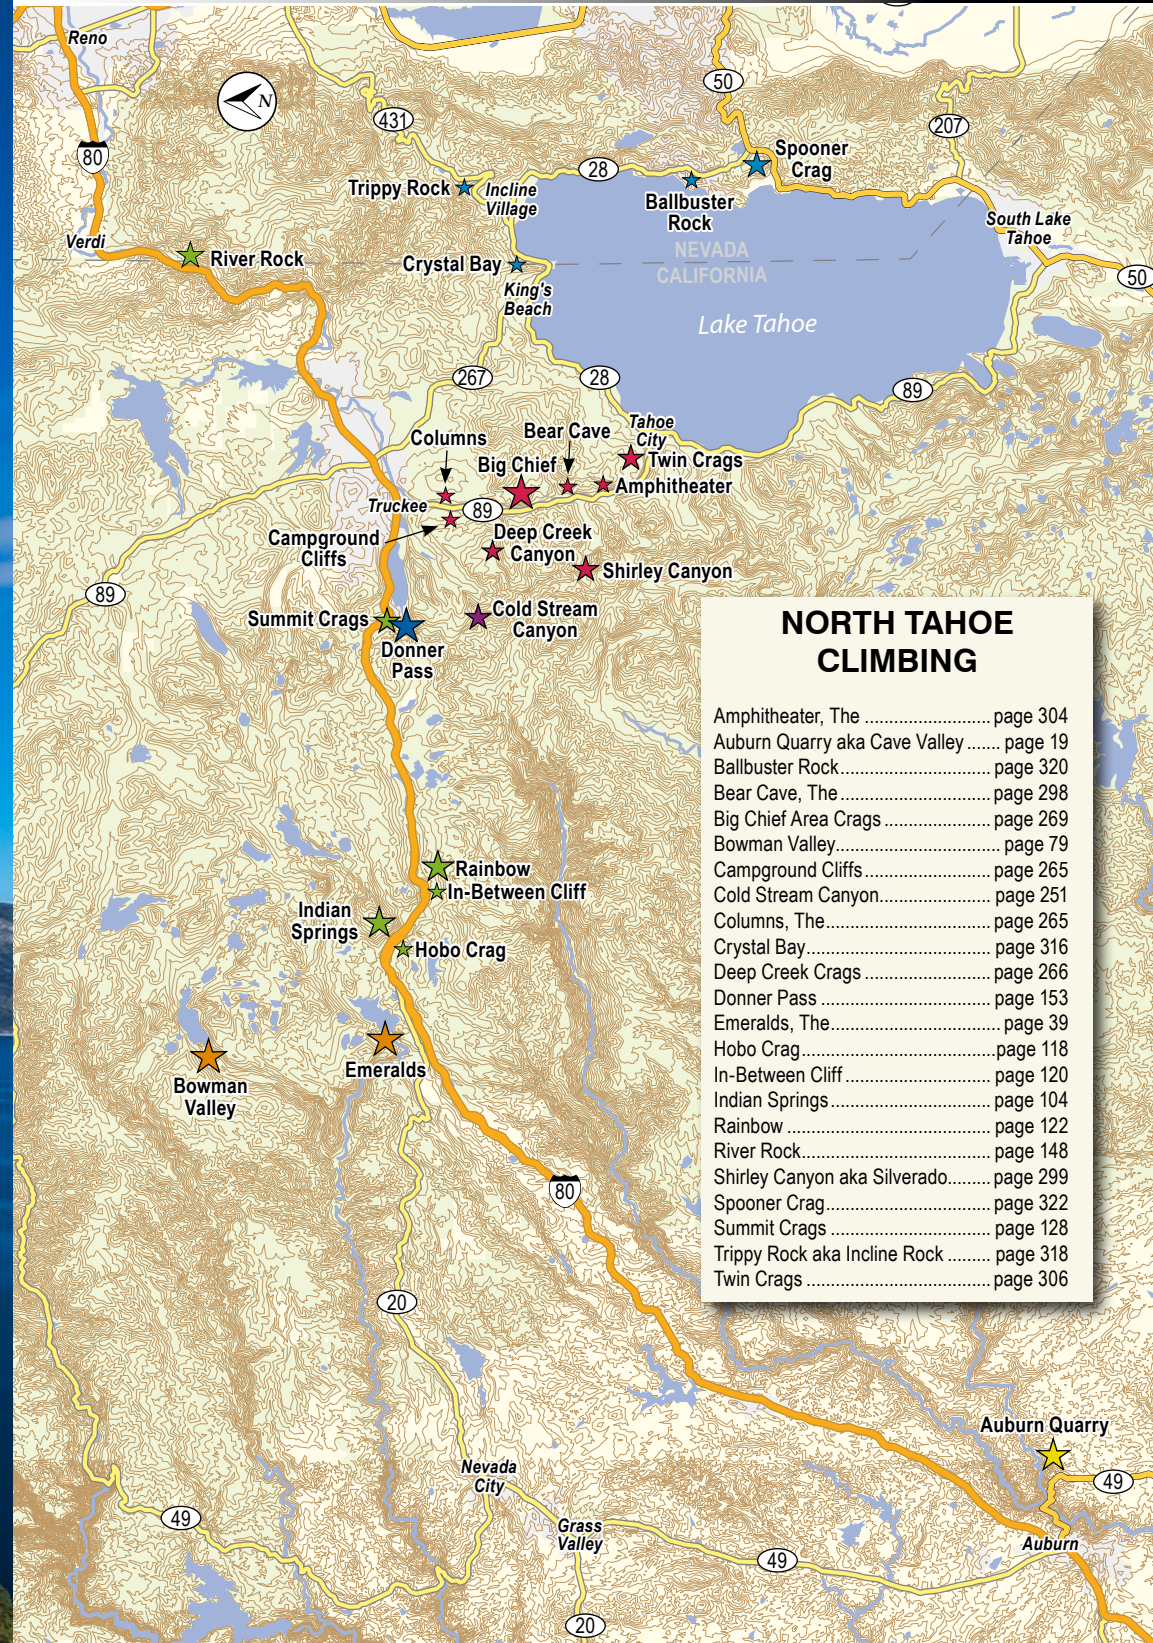 Reno
N
50
431
207
80
Spooner
Crag
28
Trippy Rock
Incline
Village
Ballbuster
Rock
South Lake
Tahoe
Verdi
River Rock
NEVADA
CALIFORNIA
Crystal Bay
50
King's
Beach
Lake Tahoe
267
28
89
Tahoe
City
Columns
Bear Cave
Big Chief
Twin Crags
Amphitheater
Truckee
89
Campground
Cliffs
Deep Creek
Canyon
Shirley Canyon
89
Summit Crags
Cold Stream
Canyon
Donner
Pass
NORTH TAHOE
CLIMBING
Amphitheater, The .......................... page 304
Auburn Quarry aka Cave Valley ....... page 19
Ballbuster Rock............................... page 320
Bear Cave, The ............................... page 298
Big Chief Area Crags ...................... page 269
Bowman Valley.................................. page 79
Campground Cliffs .......................... page 265
Cold Stream Canyon....................... page 251
Columns, The.................................. page 265
Crystal Bay...................................... page 316
Deep Creek Crags .......................... page 266
Donner Pass ................................... page 153
Emeralds, The................................... page 39
Hobo Crag........................................page 118
In-Between Cliff .............................. page 120
Indian Springs................................. page 104
Rainbow .......................................... page 122
River Rock....................................... page 148
Shirley Canyon aka Silverado......... page 299
Spooner Crag.................................. page 322
Summit Crags ................................. page 128
Trippy Rock aka Incline Rock ......... page 318
Twin Crags ...................................... page 306
Rainbow
In-Between Cliff
Indian
Springs
Hobo Crag
Emeralds
Bowman
Valley
80
20
Auburn Quarry
Nevada
City
49
49
Grass
Valley
49
Auburn
20